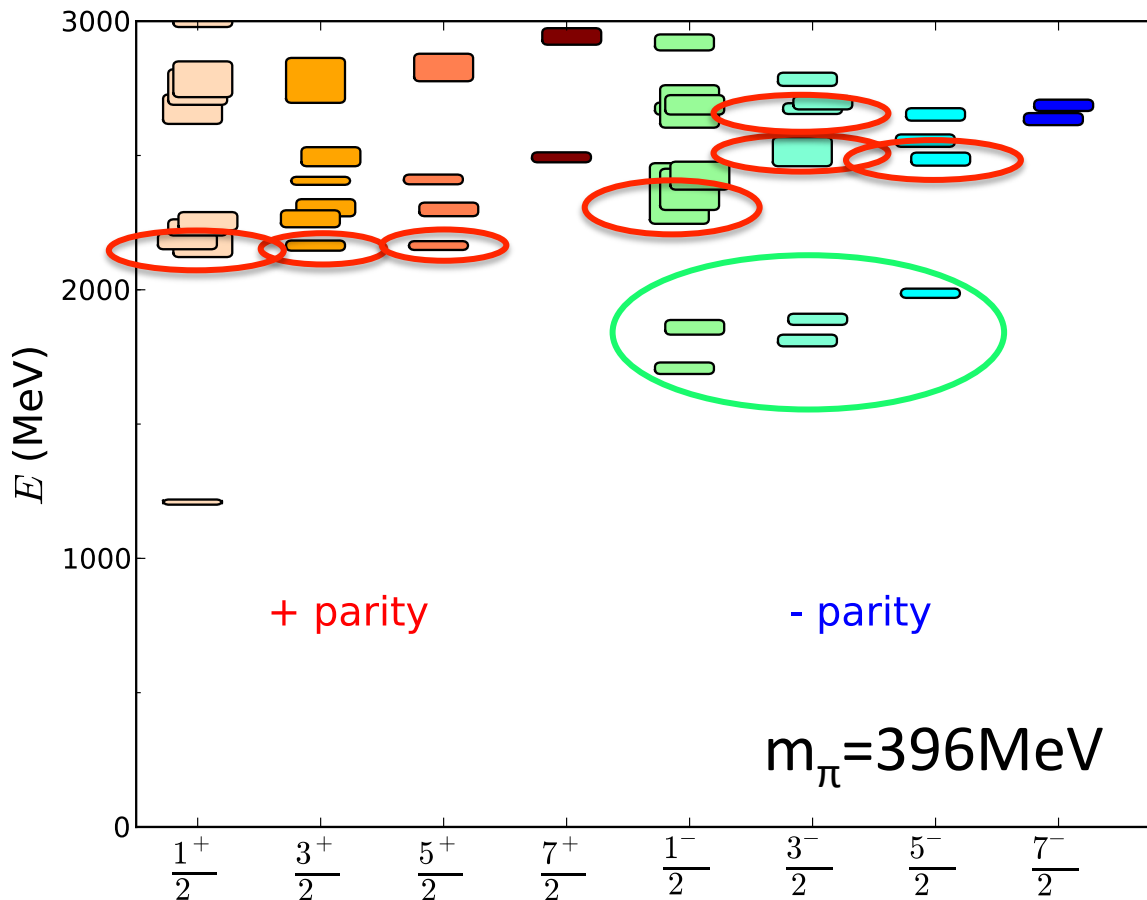 3000
2000
E (MeV)
1000
+ parity
- parity
m_π=396MeV
0
1⁺/2 3⁺/2 5⁺/2 7⁺/2 1⁻/2 3⁻/2 5⁻/2 7⁻/2